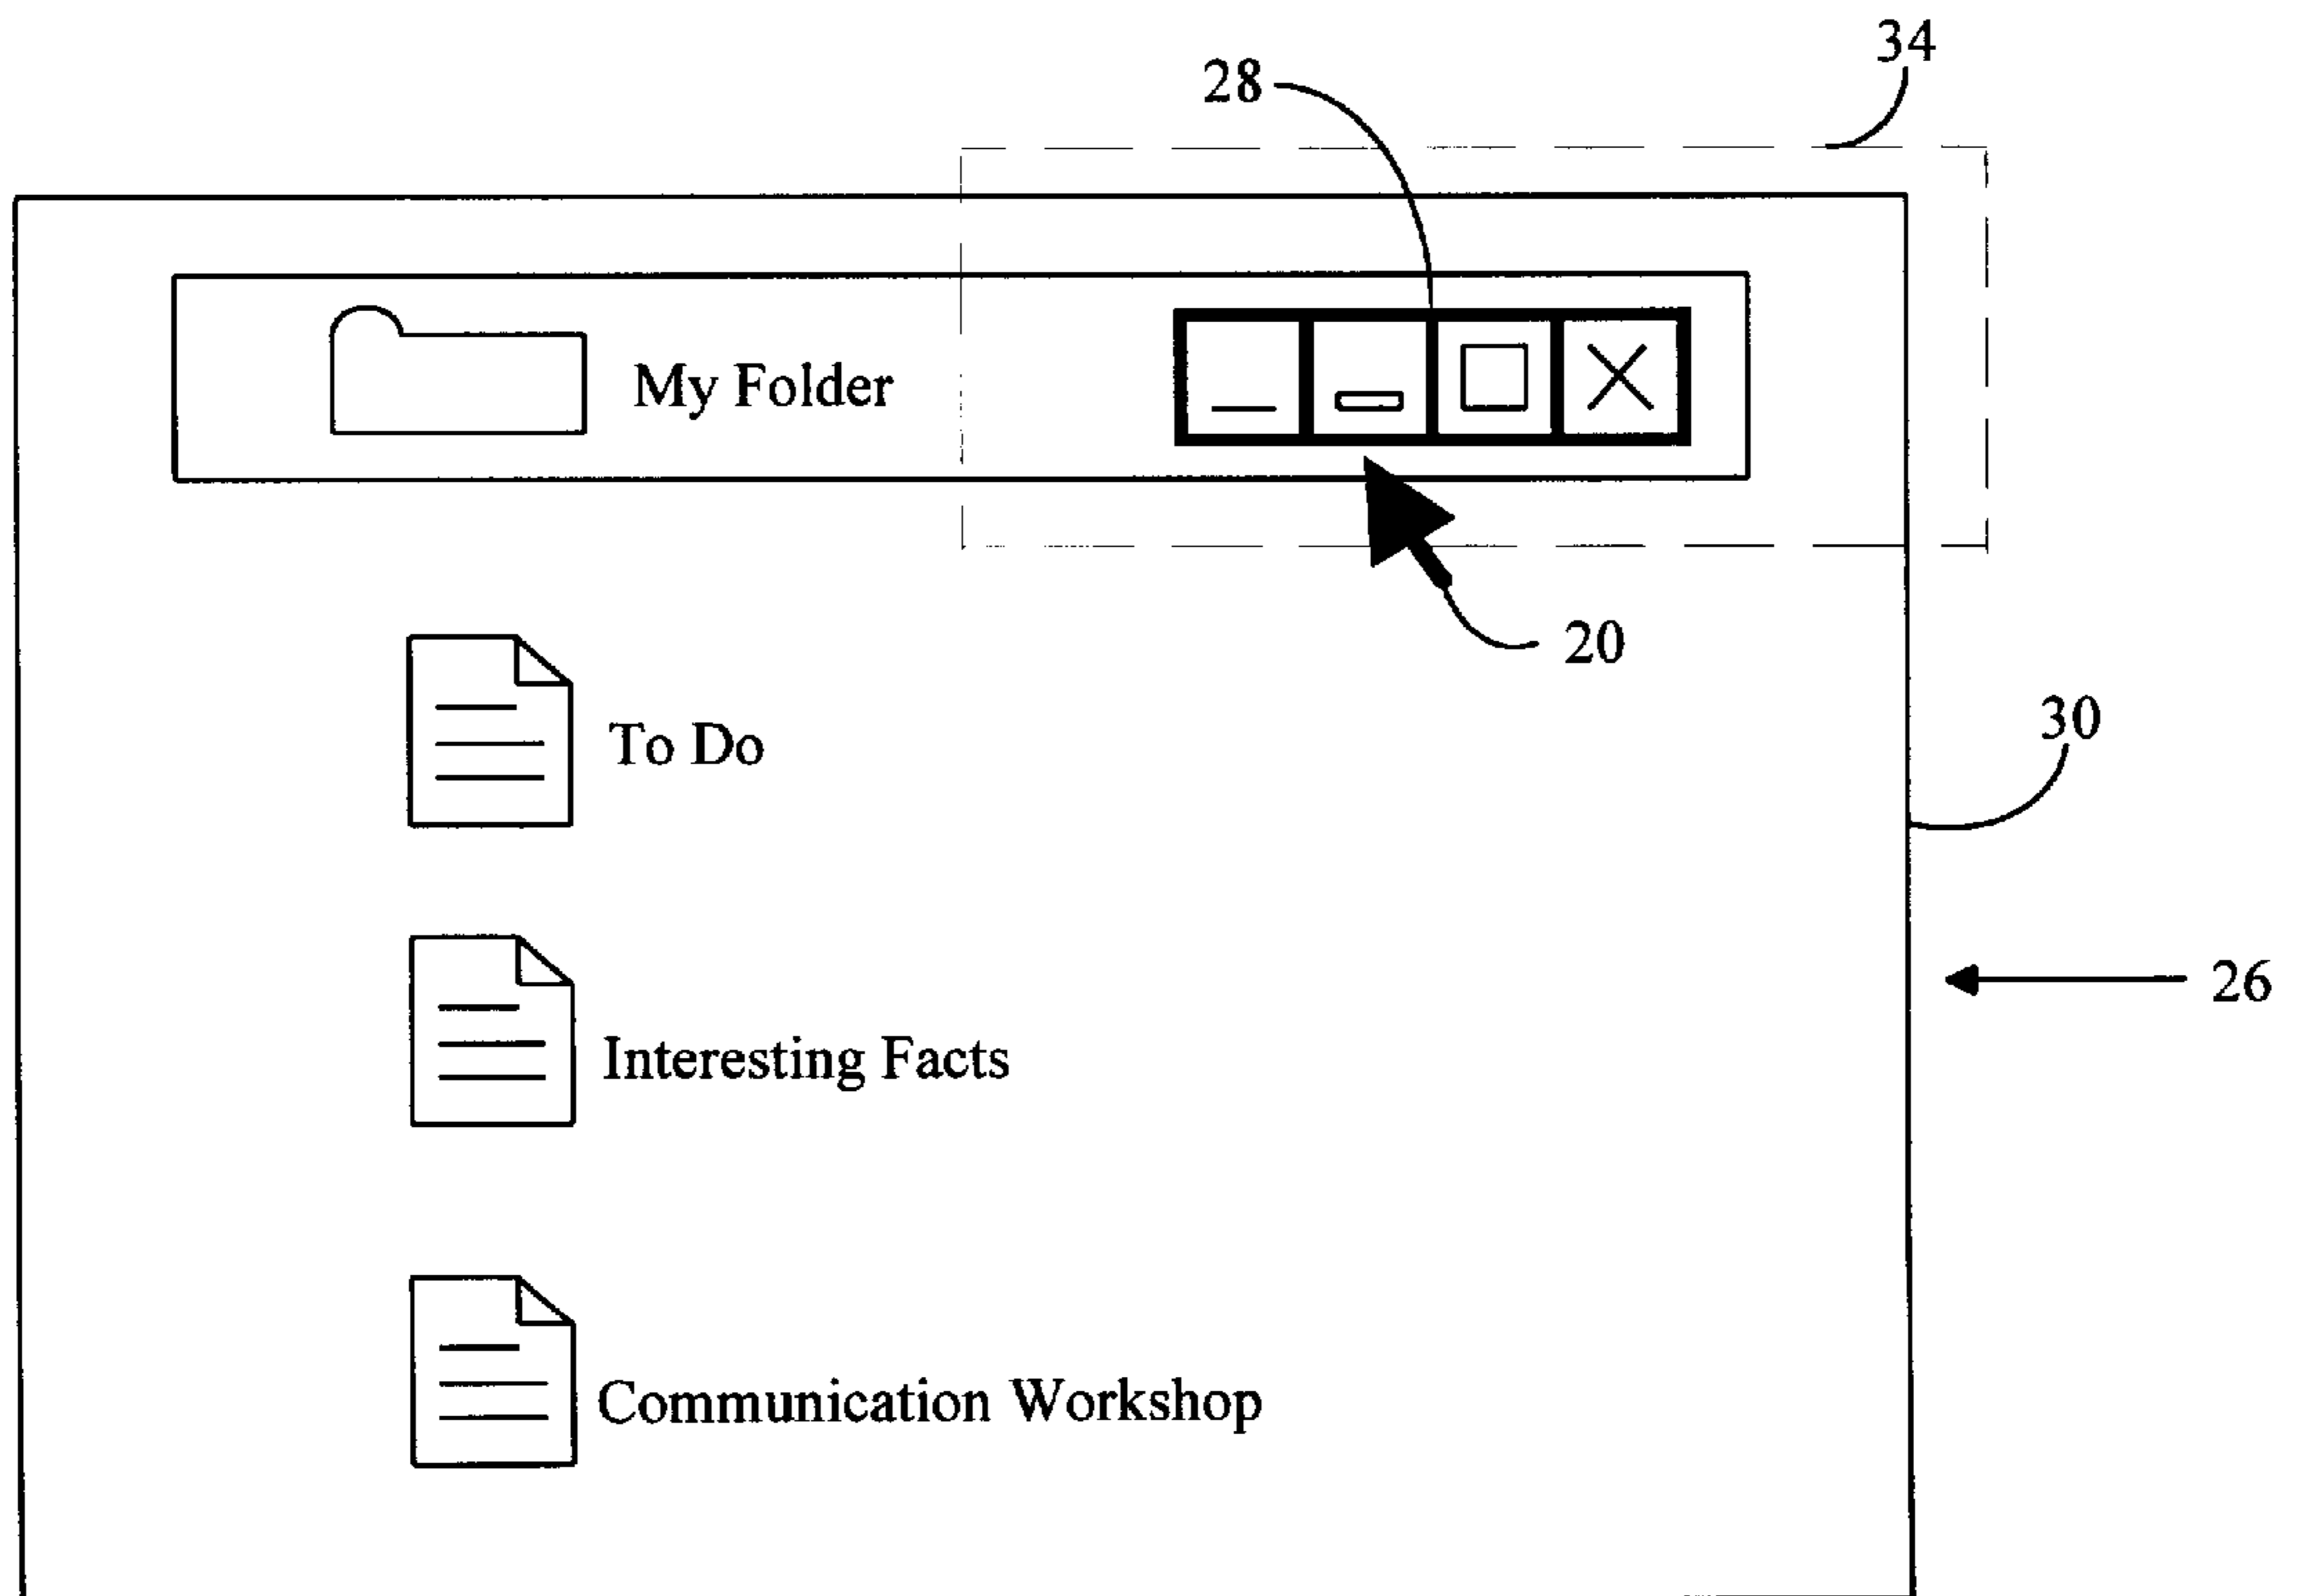 34
28
My Folder
20
To Do
30
26
Interesting Facts
Communication Workshop